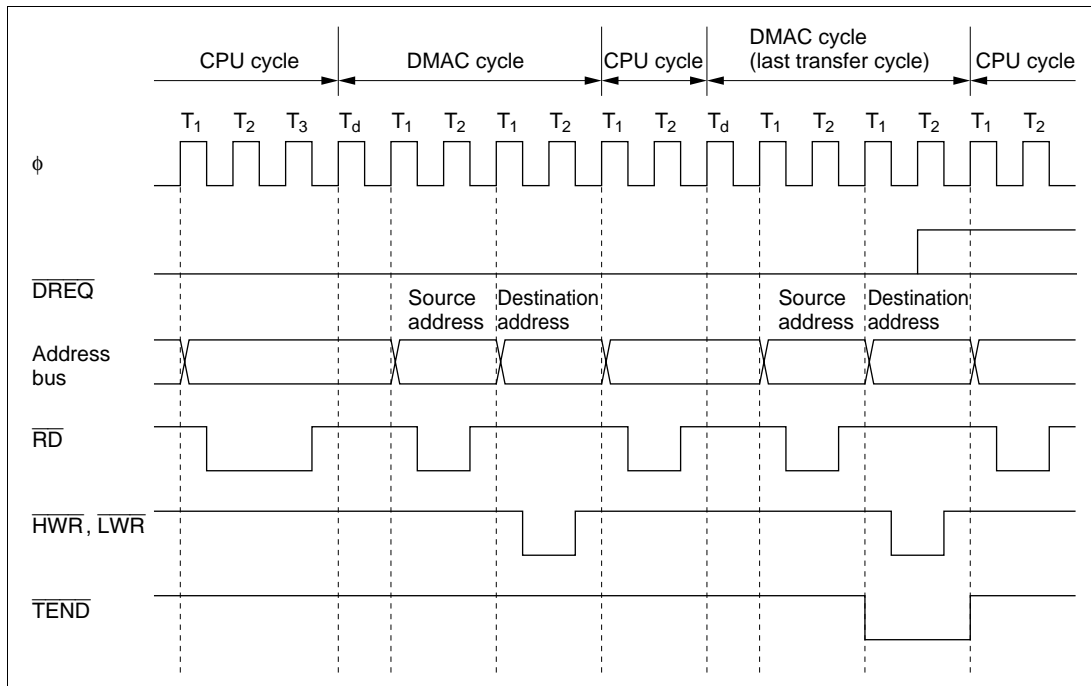 CPU cycle DMAC cycle CPU cycle DMAC cycle (last transfer cycle) CPU cycle
T1 T2 T3 Td T1 T2 T1 T2 T1 T2 Td T1 T2 T1 T2 T1 T2
ϕ
DREQ
Source address Destination address Source address Destination address
Address bus
RD
HWR, LWR
TEND